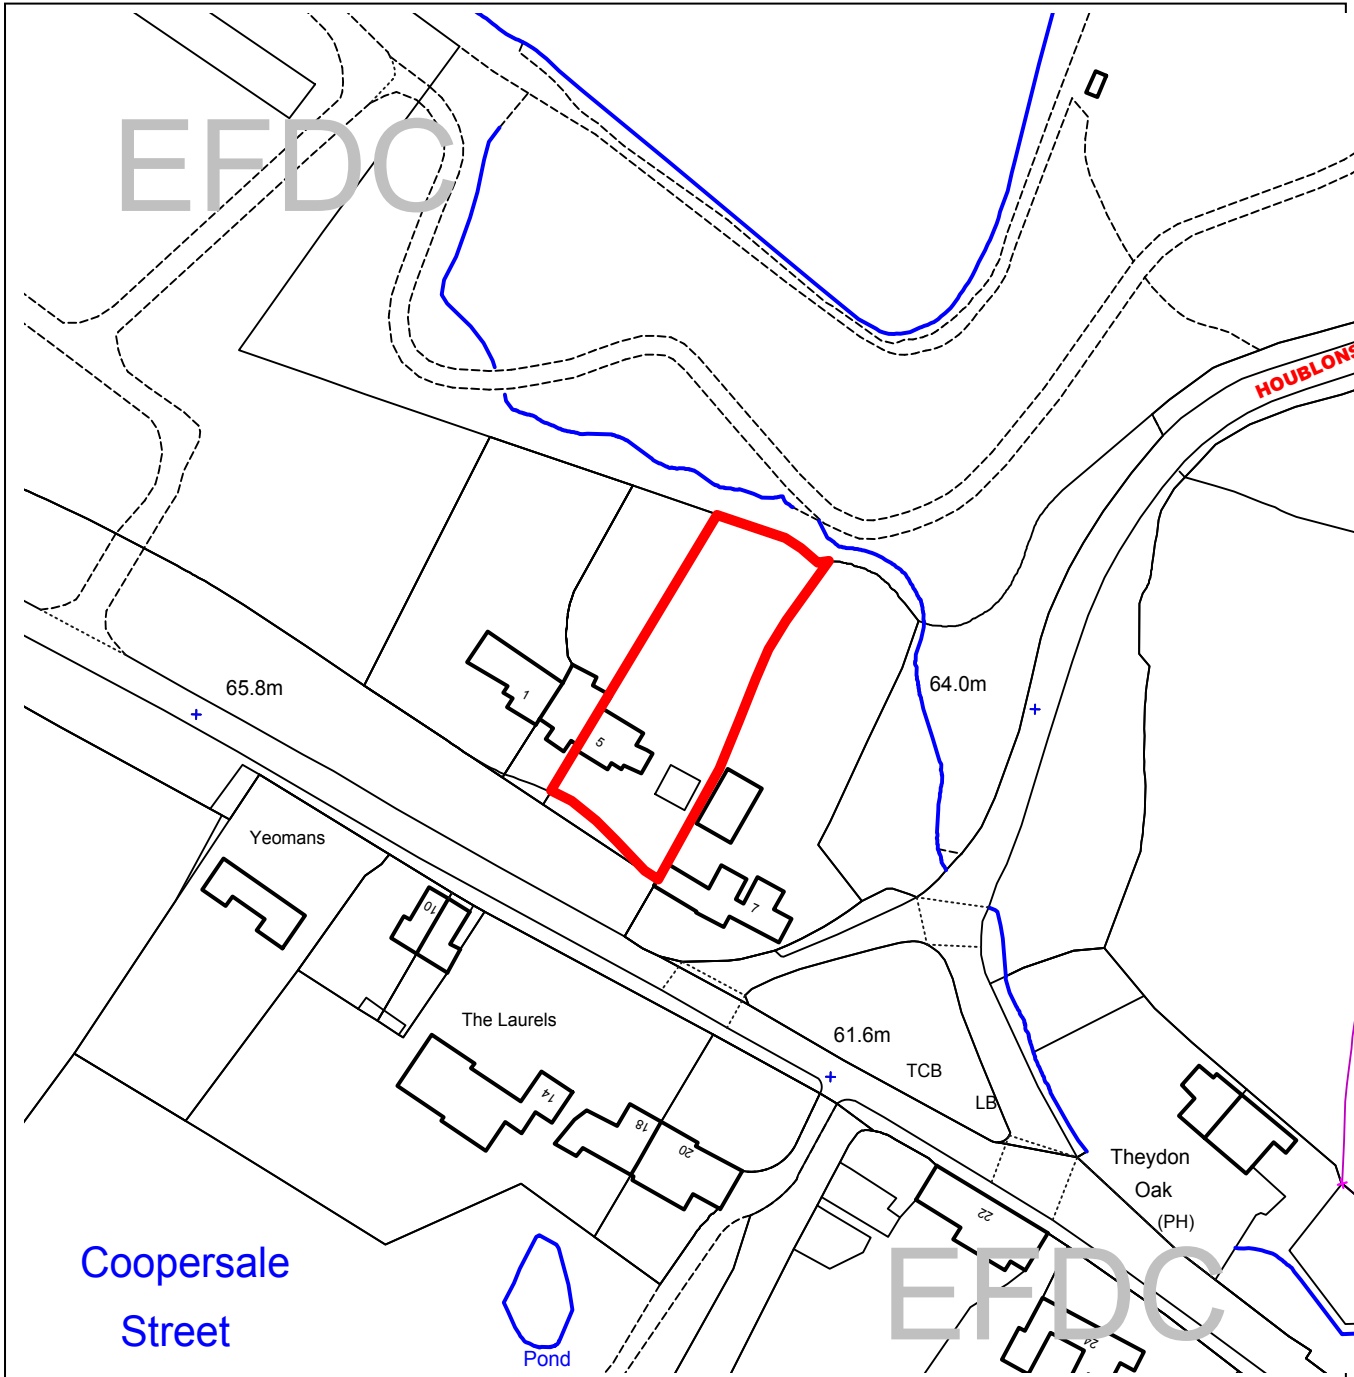 EFDC
HOUBLONS
65.8m
64.0m
1
5
Yeomans
7
10
The Laurels
61.6m
TCB
14
LB
18
20
Theydon
Oak
(PH)
22
Coopersale
Street
EFDC
24
Pond